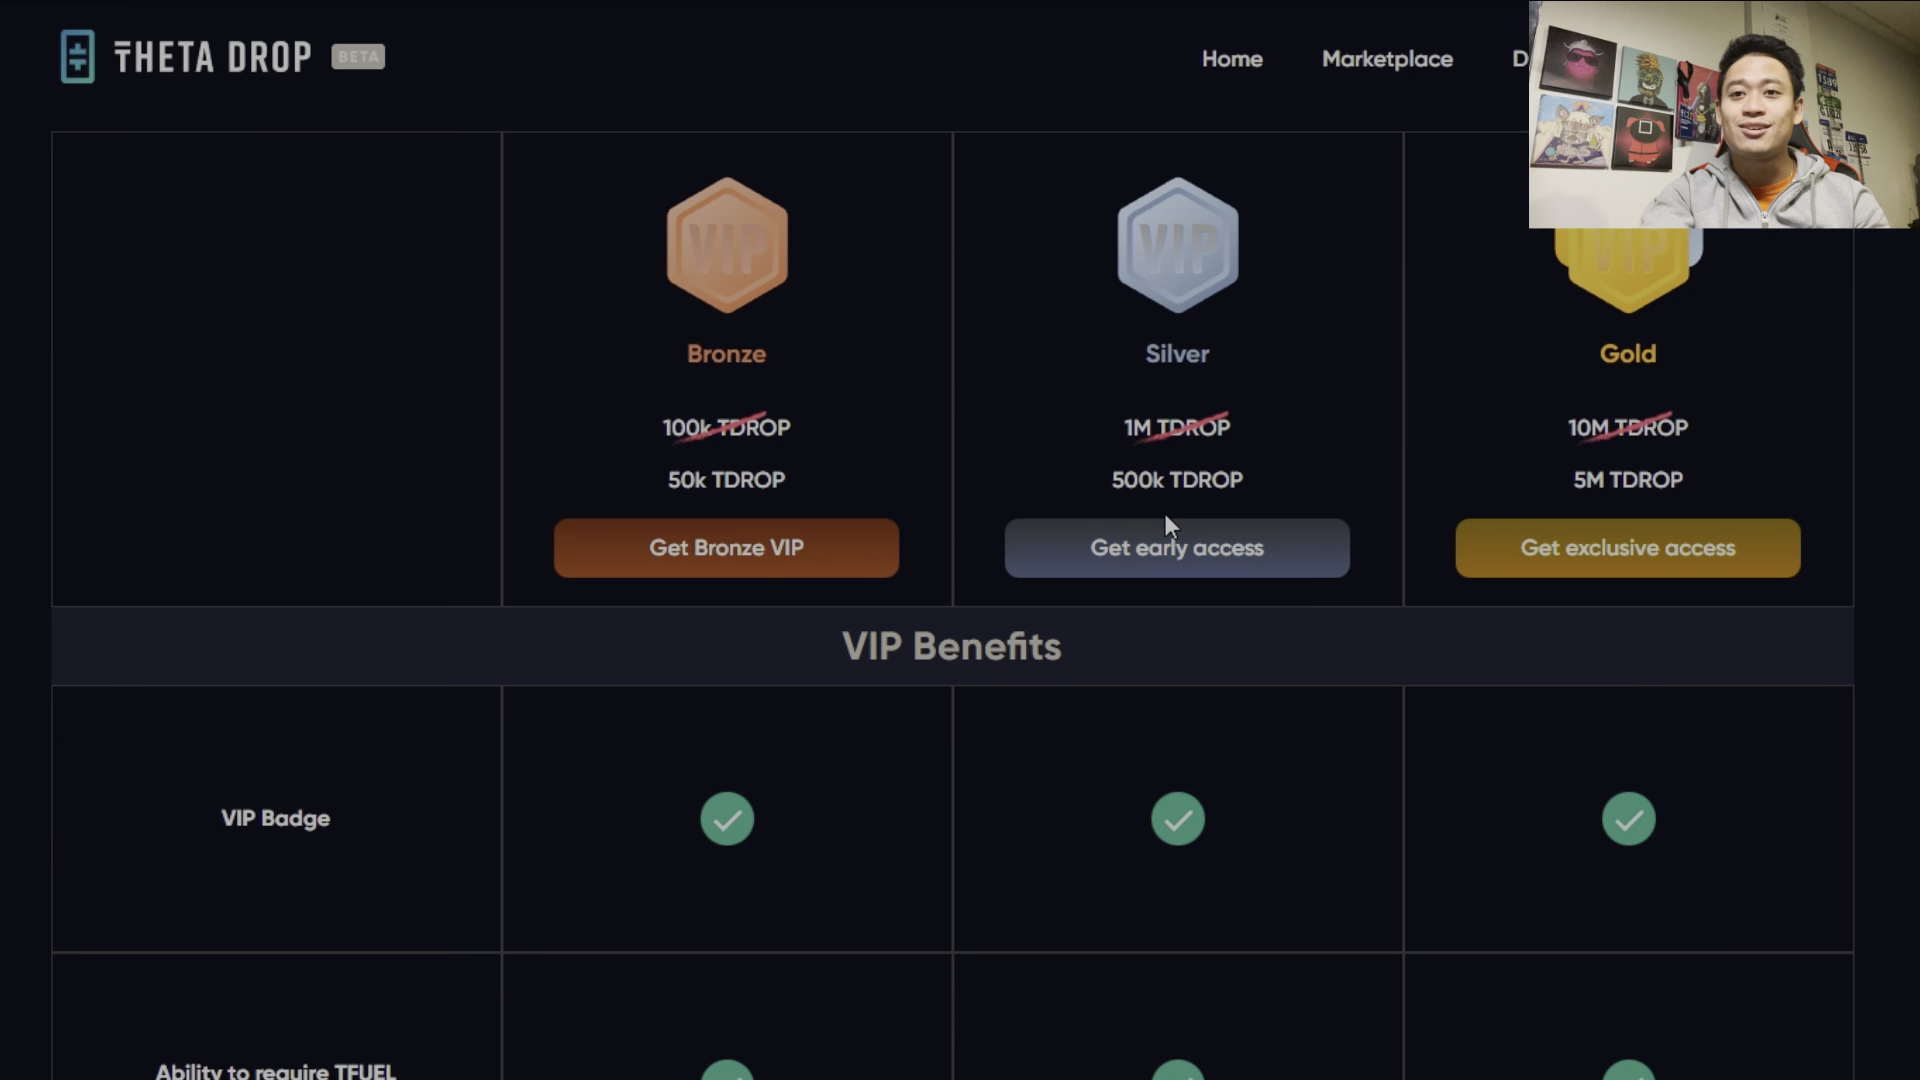 THETA DROP BETA
Home Marketplace D
VIP VIP VIP
Bronze Silver Gold
100k TDROP 1M TDROP 10M TDROP
50k TDROP 500k TDROP 5M TDROP
Get Bronze VIP Get early access Get exclusive access
VIP Benefits
VIP Badge
Ability to require TFUEL